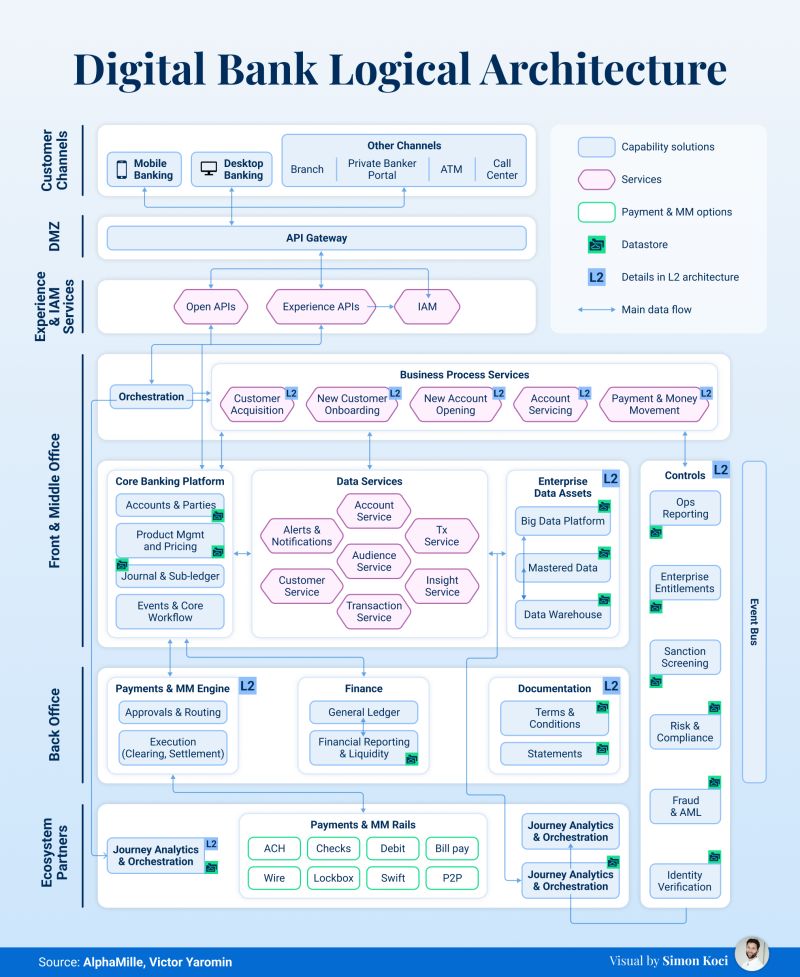 Digital Bank Logical Architecture
Customer
Channels
Mobile
Banking
Desktop
Banking
Other Channels
Branch
Private Banker
Portal
ATM
Call
Center
Capability solutions
Services
Payment & MM options
Datastore
L2
Details in L2 architecture
Main data flow
DMZ
API Gateway
Experience
& IAM
Services
Open APIs
Experience APIs
IAM
Front & Middle Office
Orchestration
Business Process Services
Customer
Acquisition
L2
New Customer
Onboarding
L2
New Account
Opening
L2
Account
Servicing
L2
Payment & Money
Movement
L2
Core Banking Platform
Accounts & Parties
Product Mgmt
and Pricing
Journal & Sub-ledger
Events & Core
Workflow
Data Services
Account
Service
Alerts &
Notifications
Tx
Service
Audience
Service
Customer
Service
Insight
Service
Transaction
Service
Enterprise
Data Assets
L2
Big Data Platform
Mastered Data
Data Warehouse
Controls
L2
Ops
Reporting
Enterprise
Entitlements
Sanction
Screening
Risk &
Compliance
Fraud
& AML
Identity
Verification
Event Bus
Back Office
Payments & MM Engine
L2
Approvals & Routing
Execution
(Clearing, Settlement)
Finance
General Ledger
Financial Reporting
& Liquidity
Documentation
L2
Terms &
Conditions
Statements
Ecosystem
Partners
Journey Analytics
& Orchestration
L2
Payments & MM Rails
ACH
Checks
Debit
Bill pay
Wire
Lockbox
Swift
P2P
Journey Analytics
& Orchestration
Journey Analytics
& Orchestration
Source: AlphaMille, Victor Yaromin
Visual by Simon Koci